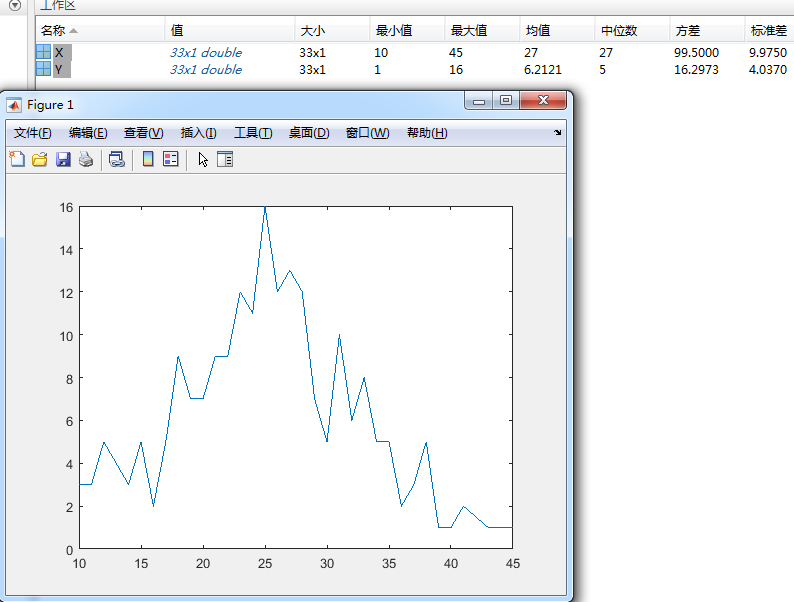 工作区
名称 值 大小 最小值 最大值 均值 中位数 方差 标准差
X 33x1 double 33x1 10 45 27 27 99.5000 9.9750
Y 33x1 double 33x1 1 16 6.2121 5 16.2973 4.0370
Figure 1
文件(F) 编辑(E) 查看(V) 插入(I) 工具(T) 桌面(D) 窗口(W) 帮助(H)
16
14
12
10
8
6
4
2
0
10 15 20 25 30 35 40 45